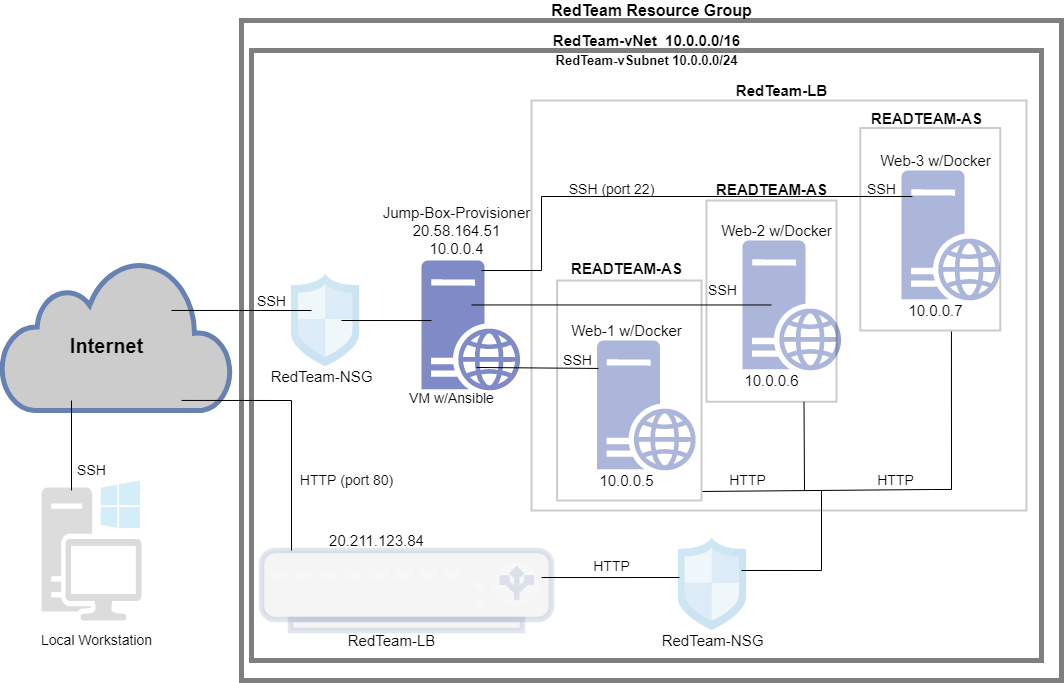 RedTeam Resource Group
RedTeam-vNet 10.0.0.0/16
RedTeam-vSubnet 10.0.0.0/24
RedTeam-LB
READTEAM-AS
Web-3 w/Docker
SSH
10.0.0.7
SSH (port 22)
READTEAM-AS
Web-2 w/Docker
SSH
10.0.0.6
READTEAM-AS
Web-1 w/Docker
SSH
10.0.0.5
Jump-Box-Provisioner
20.58.164.51
10.0.0.4
VM w/Ansible
SSH
RedTeam-NSG
Internet
SSH
Local Workstation
HTTP (port 80)
HTTP
HTTP
20.211.123.84
RedTeam-LB
HTTP
RedTeam-NSG